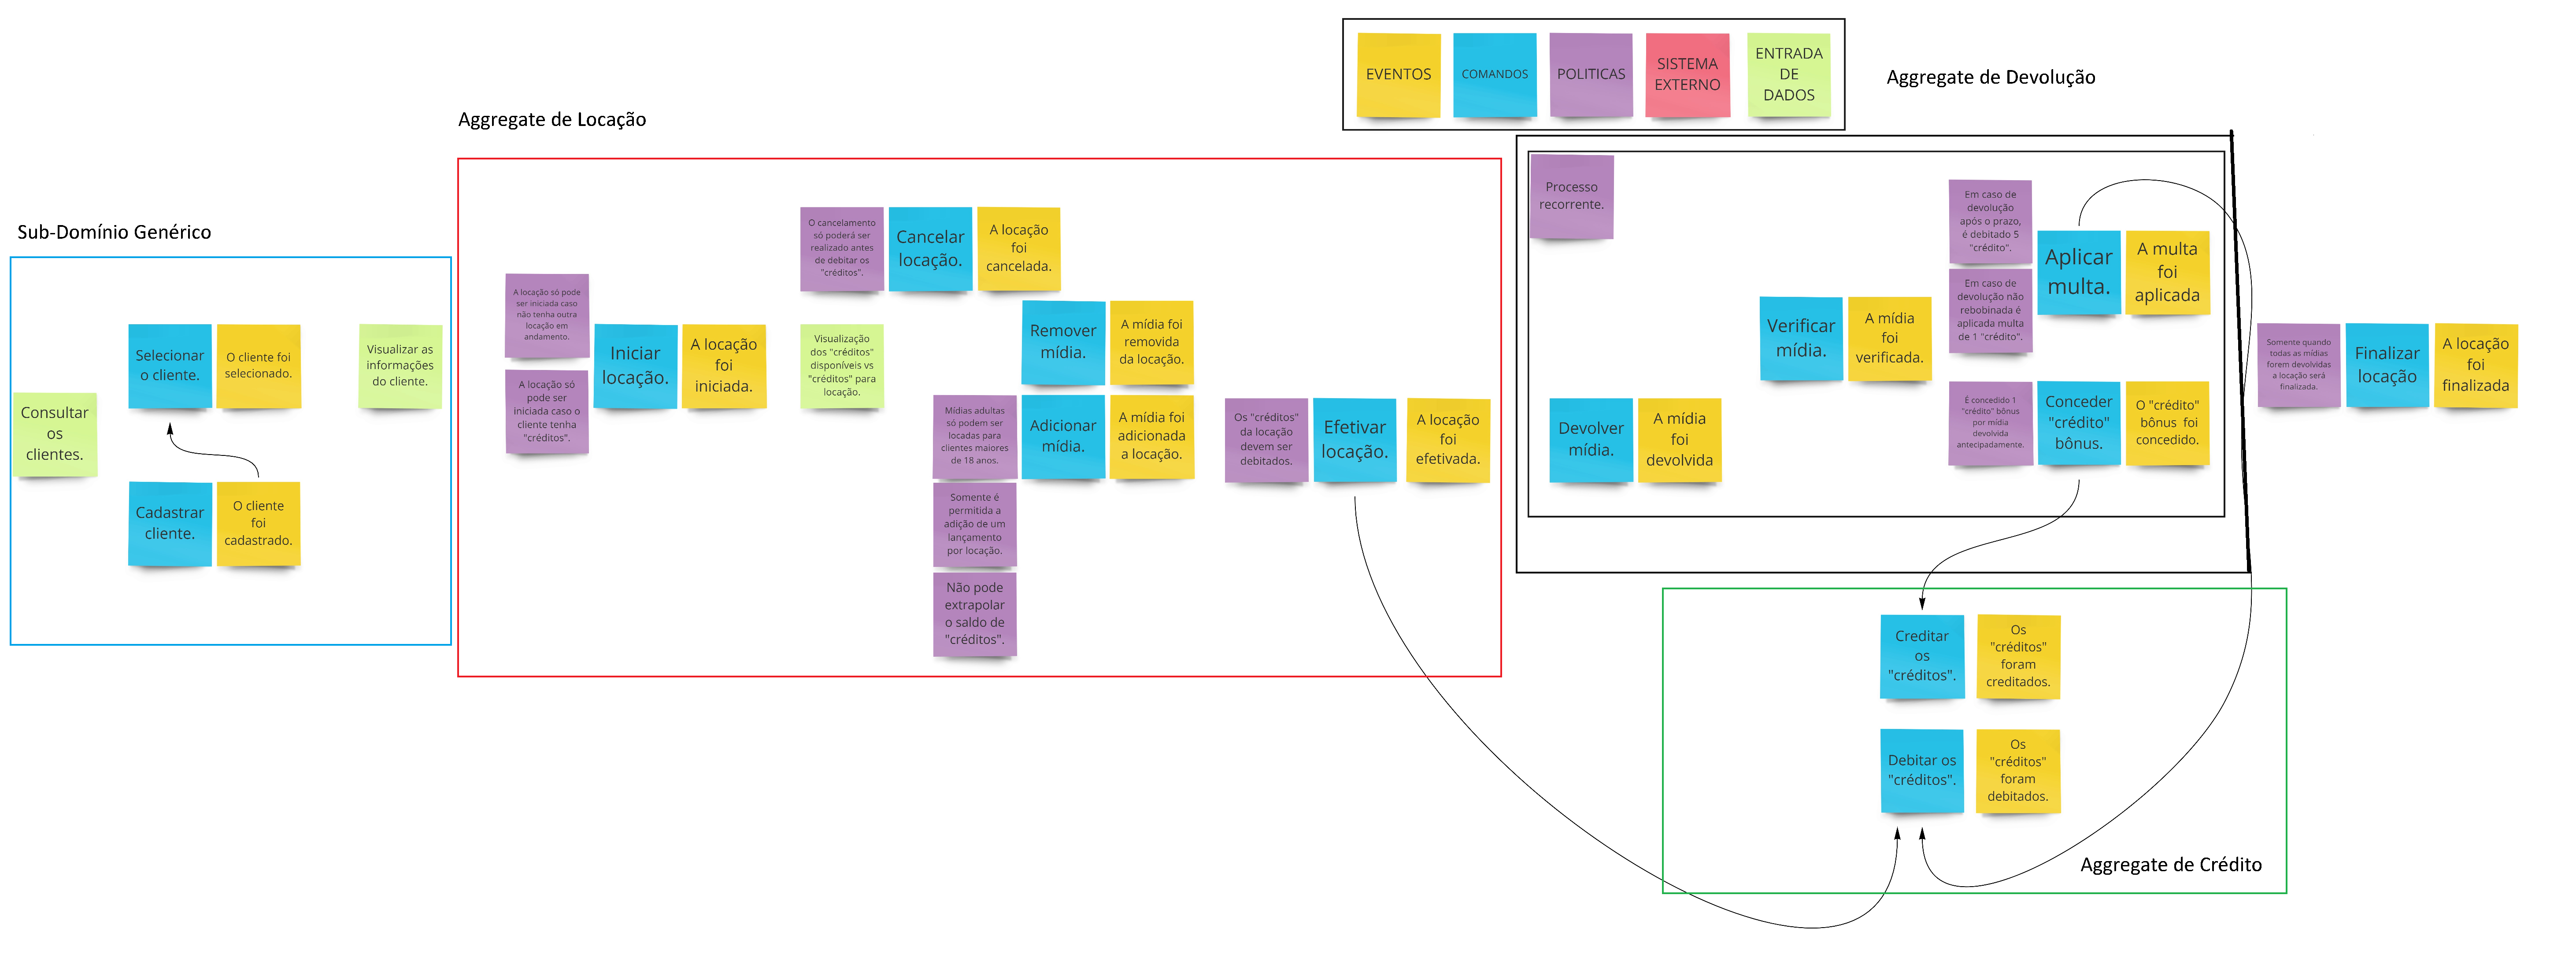 EVENTOS
COMANDOS
POLITICAS
SISTEMA
EXTERNO
ENTRADA
DE
DADOS
Aggregate de Devolução
Aggregate de Locação
Sub-Domínio Genérico
Consultar
os
clientes.
Selecionar
o cliente.
O cliente foi
selecionado.
Visualizar as
informações
do cliente.
Cadastrar
cliente.
O cliente
foi
cadastrado.
A locação só pode
ser iniciada caso
não tenha outra
locação em
andamento.
A locação só
pode ser
iniciada caso o
cliente tenha
"créditos".
Iniciar
locação.
A locação
foi
iniciada.
O cancelamento
só poderá ser
realizado antes
de debitar os
"créditos".
Cancelar
locação.
A locação
foi
cancelada.
Visualização
dos "créditos"
disponíveis vs
"créditos" para
locação.
Remover
mídia.
A mídia foi
removida
da locação.
Mídias adultas
só podem ser
locadas para
clientes maiores
de 18 anos.
Adicionar
mídia.
A mídia foi
adicionada
a locação.
Somente é
permitida a
adição de um
lançamento
por locação.
Não pode
extrapolar
o saldo de
"créditos".
Os "créditos"
da locação
devem ser
debitados.
Efetivar
locação.
A locação
foi
efetivada.
Processo
recorrente.
Devolver
mídia.
A mídia
foi
devolvida
Verificar
mídia.
A mídia
foi
verificada.
Em caso de
devolução
após o prazo,
é debitado 5
"crédito".
Em caso de
devolução não
rebobinada é
aplicada multa
de 1 "crédito".
Aplicar
multa.
A multa
foi
aplicada
É concedido 1
"crédito" bônus
por mídia
devolvida
antecipadamente.
Conceder
"crédito"
bônus.
O "crédito"
bônus foi
concedido.
Somente quando
todas as mídias
forem devolvidas
a locação será
finalizada.
Finalizar
locação
A locação
foi
finalizada
Creditar
os
"créditos".
Os
"créditos"
foram
creditados.
Debitar os
"créditos".
Os
"créditos"
foram
debitados.
Aggregate de Crédito